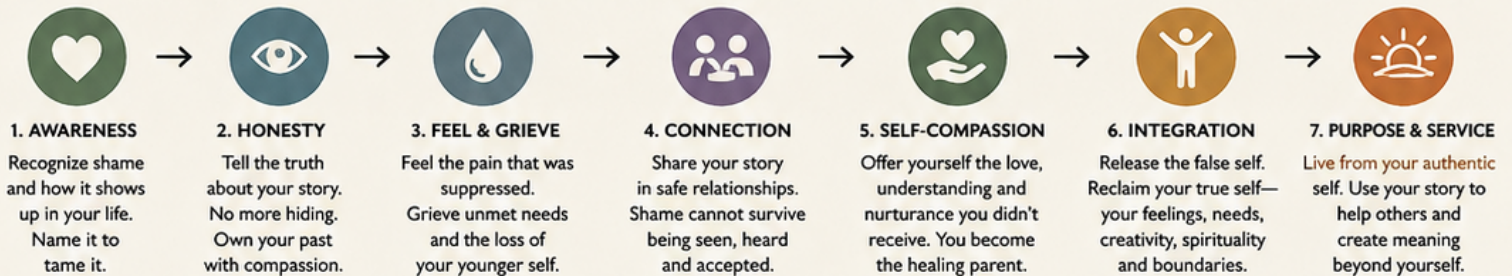 1. AWARENESS
Recognize shame
and how it shows
up in your life.
Name it to
tame it.
2. HONESTY
Tell the truth
about your story.
No more hiding.
Own your past
with compassion.
3. FEEL & GRIEVE
Feel the pain that was
suppressed.
Grieve unmet needs
and the loss of
your younger self.
4. CONNECTION
Share your story
in safe relationships.
Shame cannot survive
being seen, heard
and accepted.
5. SELF-COMPASSION
Offer yourself the love,
understanding and
nurturance you didn't
receive. You become
the healing parent.
6. INTEGRATION
Release the false self.
Reclaim your true self—
your feelings, needs,
creativity, spirituality
and boundaries.
7. PURPOSE & SERVICE
Live from your authentic
self. Use your story to
help others and
create meaning
beyond yourself.